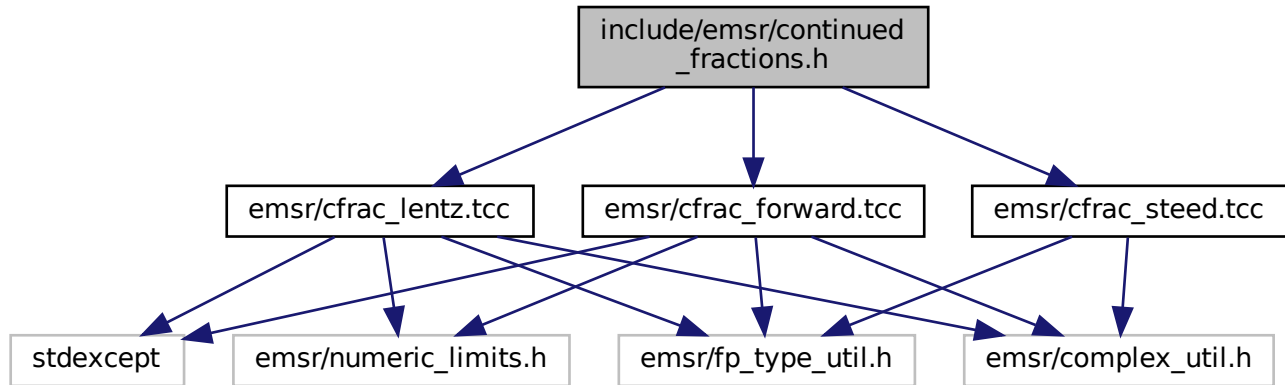 include/emsr/continued
_fractions.h
emsr/cfrac_lentz.tcc
emsr/cfrac_forward.tcc
emsr/cfrac_steed.tcc
stdexcept
emsr/numeric_limits.h
emsr/fp_type_util.h
emsr/complex_util.h